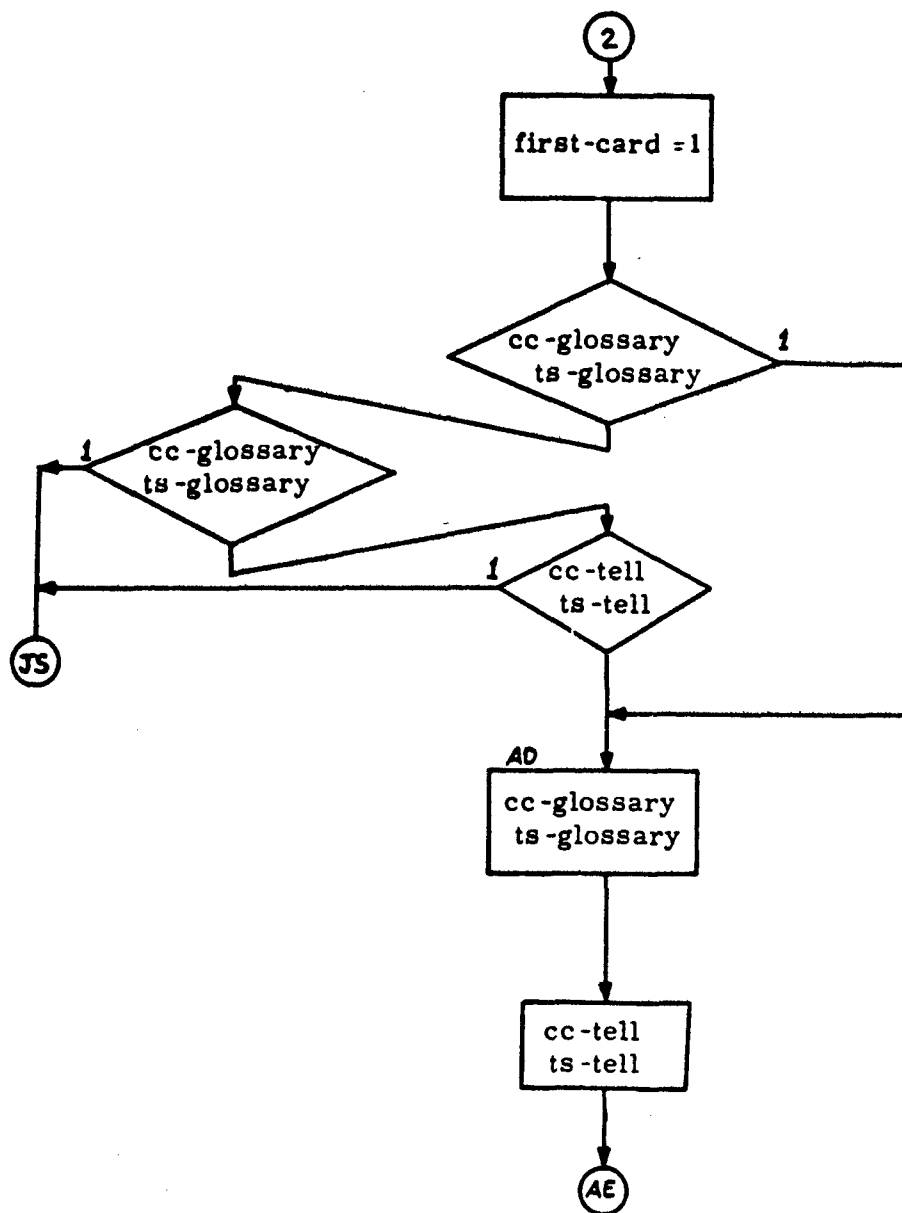 2
first-card = 1
cc-glossary
ts-glossary
1
1
cc-glossary
ts-glossary
1
cc-tell
ts-tell
JS
AD
cc-glossary
ts-glossary
cc-tell
ts-tell
AE